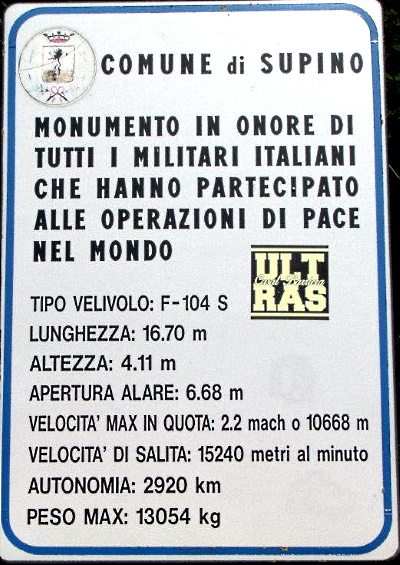 COMUNE di SUPINO
MONUMENTO IN ONORE DI
TUTTI I MILITARI ITALIANI
CHE HANNO PARTECIPATO
ALLE OPERAZIONI DI PACE
NEL MONDO
ULT
RAS
TIPO VELIVOLO: F-104 S
LUNGHEZZA: 16.70 m
ALTEZZA: 4.11 m
APERTURA ALARE: 6.68 m
VELOCITA' MAX IN QUOTA: 2.2 mach o 10668 m
VELOCITA' DI SALITA: 15240 metri al minuto
AUTONOMIA: 2920 km
PESO MAX: 13054 kg